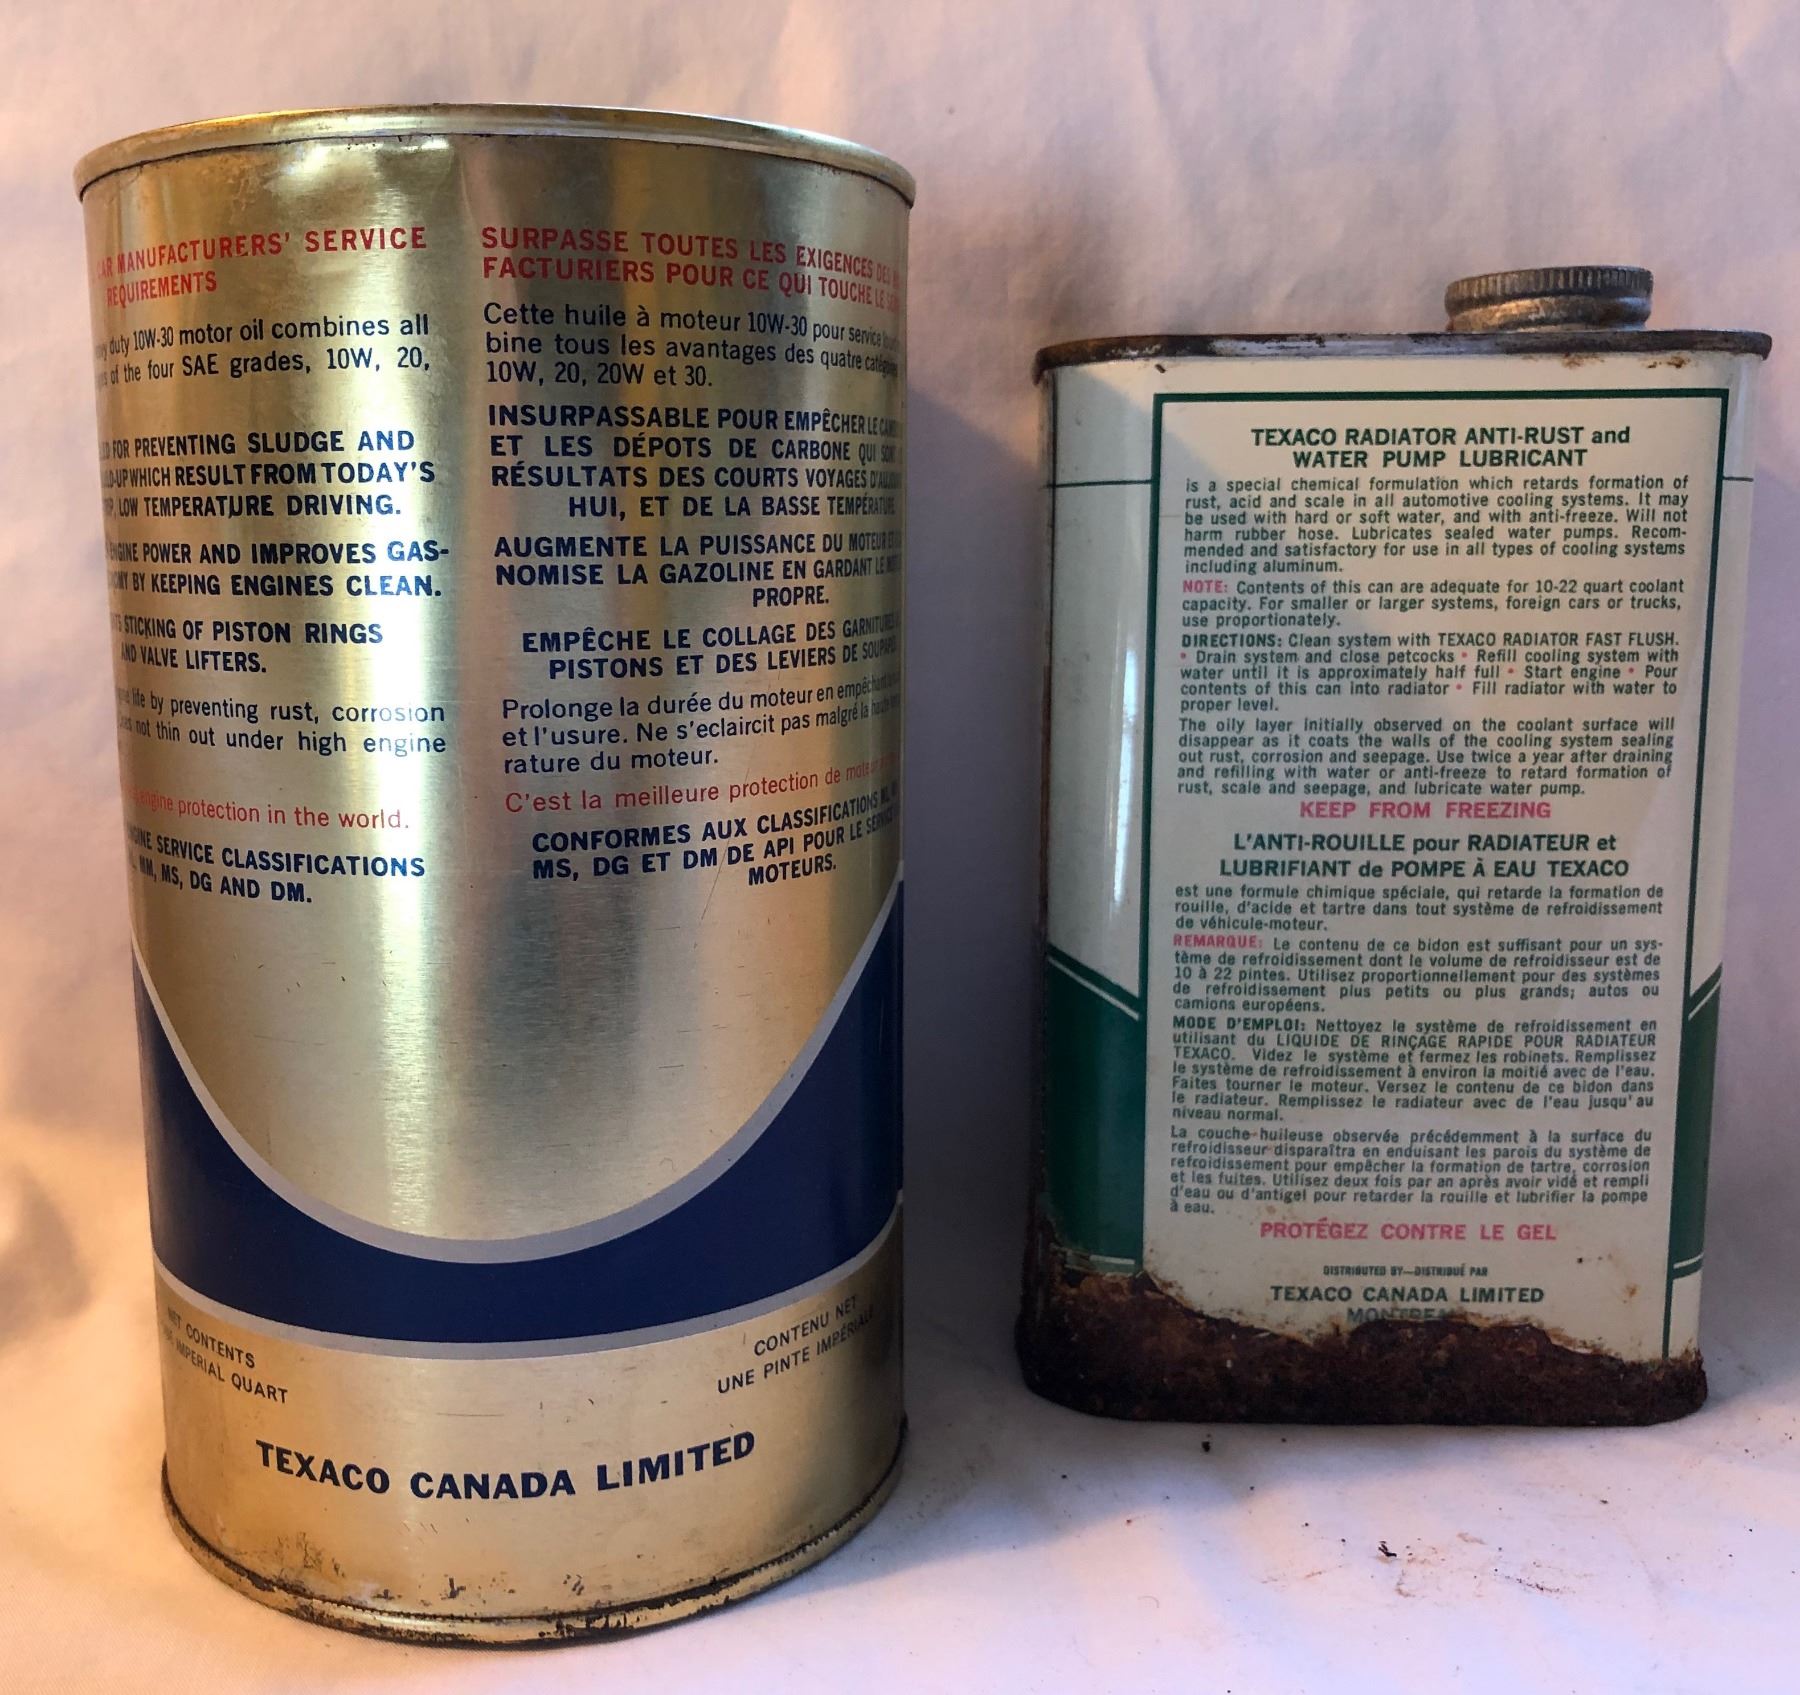 CAR MANUFACTURERS' SERVICE
REQUIREMENTS
duty 10W-30 motor oil combines all
of the four SAE grades, 10W, 20,
FOR PREVENTING SLUDGE AND
WHICH RESULT FROM TODAY'S
LOW TEMPERATURE DRIVING.
ENGINE POWER AND IMPROVES GAS-
BY KEEPING ENGINES CLEAN.
STICKING OF PISTON RINGS
AND VALVE LIFTERS.
life by preventing rust, corrosion
not thin out under high engine
engine protection in the world.
ENGINE SERVICE CLASSIFICATIONS
MM, MS, DG AND DM.
SURPASSE TOUTES LES EXIGENCES DES
FACTURIERS POUR CE QUI TOUCHE LE
Cette huile à moteur 10W-30 pour service
bine tous les avantages des quatre
10W, 20, 20W et 30.
INSURPASSABLE POUR EMPÊCHER LE
ET LES DÉPOTS DE CARBONE QUI SONT
RÉSULTATS DES COURTS VOYAGES
HUI, ET DE LA BASSE TEMPÉRATURE
AUGMENTE LA PUISSANCE DU MOTEUR
NOMISE LA GAZOLINE EN GARDANT LE
PROPRE.
EMPÊCHE LE COLLAGE DES GARNITURES
PISTONS ET DES LEVIERS DE
Prolonge la durée du moteur en
et l'usure. Ne s'eclaircit pas malgré la
rature du moteur.
C'est la meilleure protection de
CONFORMES AUX CLASSIFICATIONS
MS, DG ET DM DE API POUR LE
MOTEURS.
NET CONTENTS
IMPERIAL QUART
CONTENU NET
UNE PINTE IMPÉRIALE
TEXACO CANADA LIMITED
TEXACO RADIATOR ANTI-RUST and
WATER PUMP LUBRICANT
is a special chemical formulation which retards formation of
rust, acid and scale in all automotive cooling systems. It may
be used with hard or soft water, and with anti-freeze. Will not
harm rubber hose. Lubricates sealed water pumps. Recom-
mended and satisfactory for use in all types of cooling systems
including aluminum.
NOTE: Contents of this can are adequate for 10-22 quart coolant
capacity. For smaller or larger systems, foreign cars or trucks,
use proportionately.
DIRECTIONS: Clean system with TEXACO RADIATOR FAST FLUSH.
• Drain system and close petcocks • Refill cooling system with
water until it is approximately half full • Start engine • Pour
contents of this can into radiator • Fill radiator with water to
proper level.
The oily layer initially observed on the coolant surface will
disappear as it coats the walls of the cooling system sealing
out rust, corrosion and seepage. Use twice a year after draining
and refilling with water or anti-freeze to retard formation of
rust, scale and seepage, and lubricate water pump.
KEEP FROM FREEZING
L'ANTI-ROUILLE pour RADIATEUR et
LUBRIFIANT de POMPE À EAU TEXACO
est une formule chimique spéciale, qui retarde la formation de
rouille, d'acide et tartre dans tout système de refroidissement
de véhicule-moteur.
REMARQUE: Le contenu de ce bidon est suffisant pour un sys-
tème de refroidissement dont le volume de refroidisseur est de
10 à 22 pintes. Utilisez proportionnellement pour des systèmes
de refroidissement plus petits ou plus grands; autos ou
camions européens.
MODE D'EMPLOI: Nettoyez le système de refroidissement en
utilisant du LIQUIDE DE RINÇAGE RAPIDE POUR RADIATEUR
TEXACO. Videz le système et fermez les robinets. Remplissez
le système de refroidissement à environ la moitié avec de l'eau.
Faites tourner le moteur. Versez le contenu de ce bidon dans
le radiateur. Remplissez le radiateur avec de l'eau jusqu'au
niveau normal.
La couche huileuse observée précédemment à la surface du
refroidisseur disparaîtra en enduisant les parois du système de
refroidissement pour empêcher la formation de tartre, corrosion
et les fuites. Utilisez deux fois par an après avoir vidé et rempli
d'eau ou d'antigel pour retarder la rouille et lubrifier la pompe
à eau.
PROTÉGEZ CONTRE LE GEL
DISTRIBUTED BY—DISTRIBUÉ PAR
TEXACO CANADA LIMITED
MONTREAL